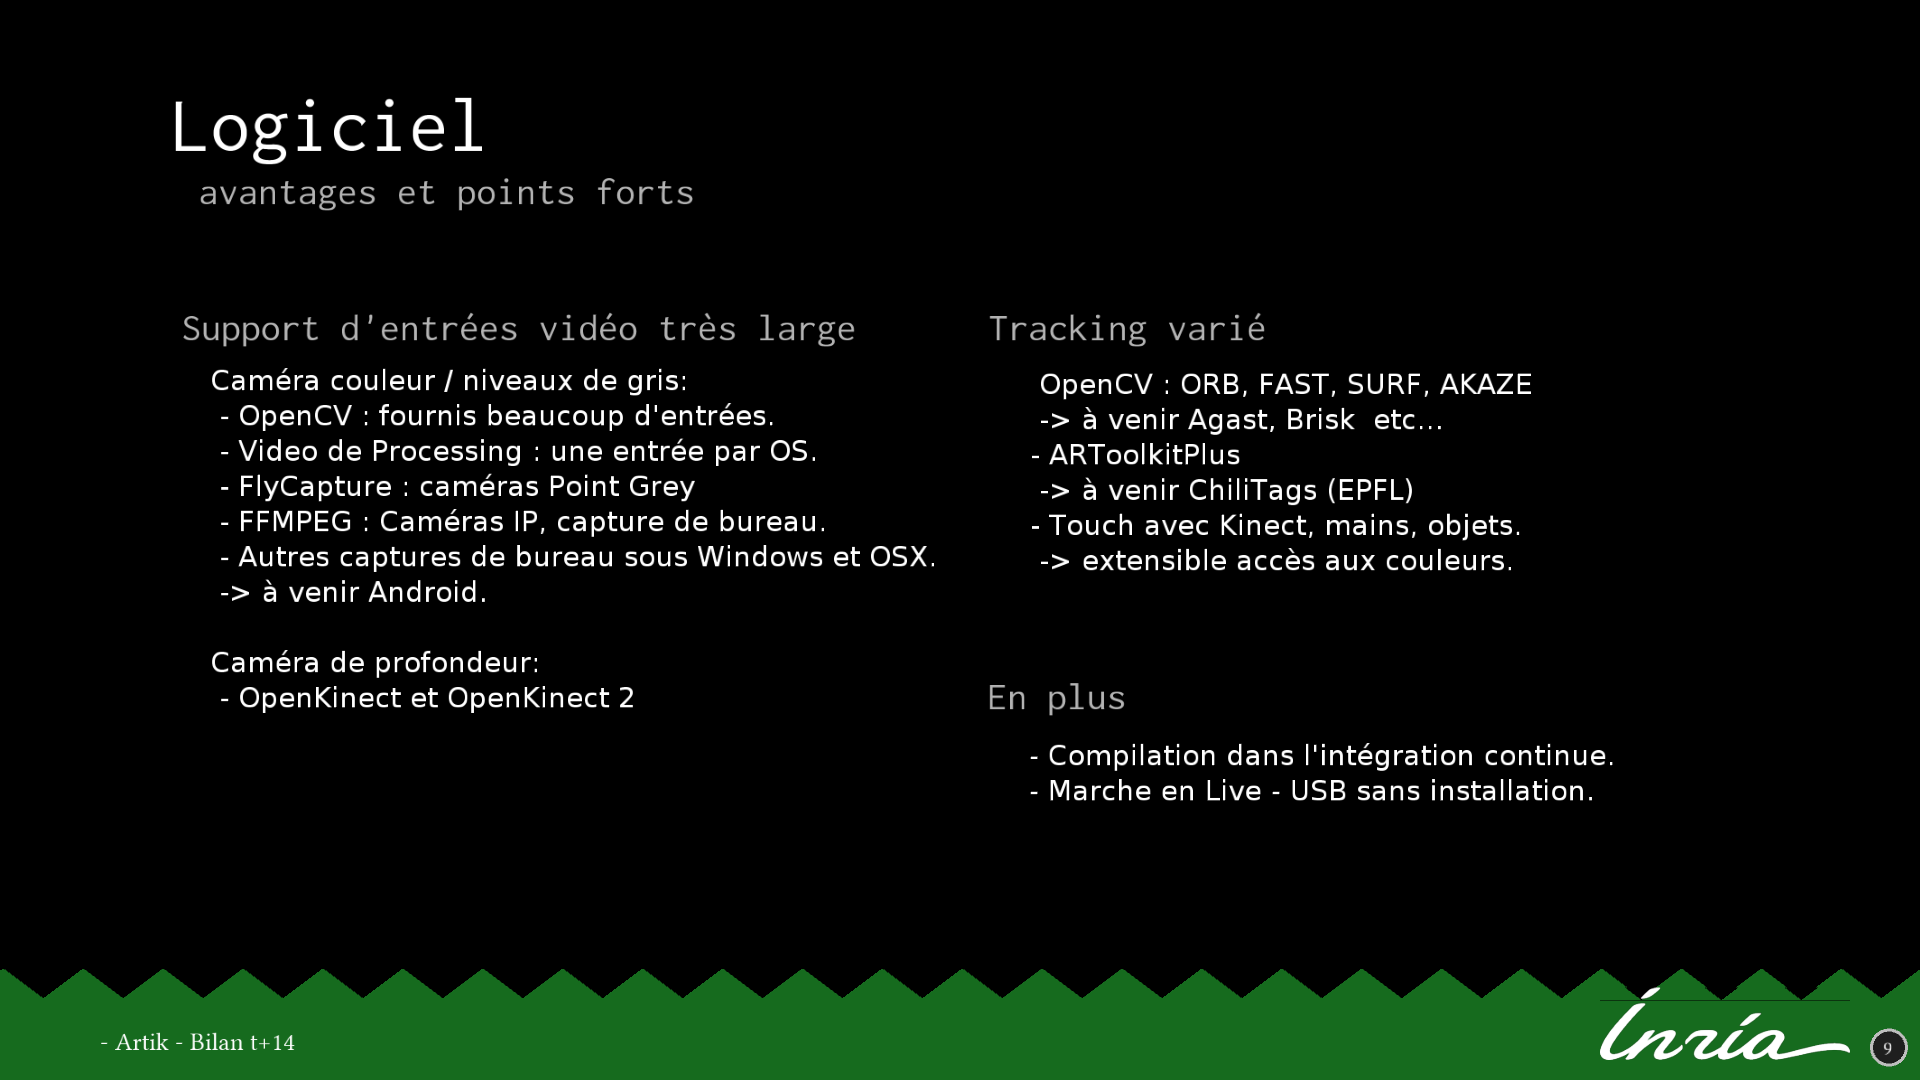 Logiciel
avantages et points forts
Support d'entrées vidéo très large
Caméra couleur / niveaux de gris:
- OpenCV : fournis beaucoup d'entrées.
- Video de Processing : une entrée par OS.
- FlyCapture : caméras Point Grey
- FFMPEG : Caméras IP, capture de bureau.
- Autres captures de bureau sous Windows et OSX.
-> à venir Android.
Caméra de profondeur:
- OpenKinect et OpenKinect 2
Tracking varié
OpenCV : ORB, FAST, SURF, AKAZE
-> à venir Agast, Brisk  etc...
- ARToolkitPlus
-> à venir ChiliTags (EPFL)
- Touch avec Kinect, mains, objets.
-> extensible accès aux couleurs.
En plus
- Compilation dans l'intégration continue.
- Marche en Live - USB sans installation.
- Artik - Bilan t+14
Inria
9